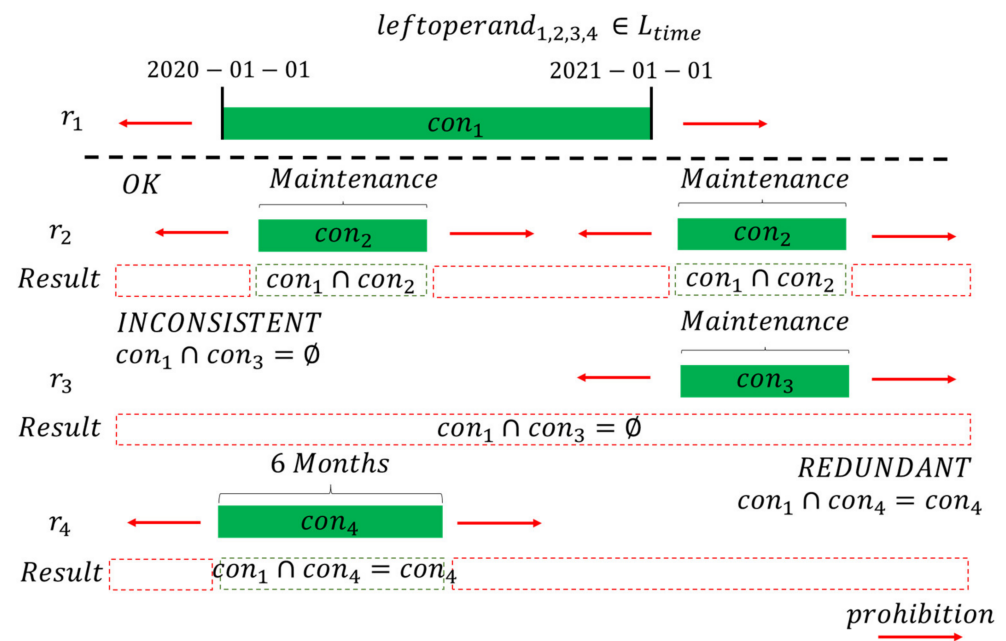 leftoperand₁,₂,₃,₄ ∈ L_time
2020 − 01 − 01 2021 − 01 − 01
r₁ con₁
OK Maintenance Maintenance
r₂ con₂ con₂
Result con₁ ∩ con₂ con₁ ∩ con₂
INCONSISTENT Maintenance
con₁ ∩ con₃ = ∅
r₃ con₃
Result con₁ ∩ con₃ = ∅
6 Months REDUNDANT
con₁ ∩ con₄ = con₄
r₄ con₄
Result con₁ ∩ con₄ = con₄
prohibition